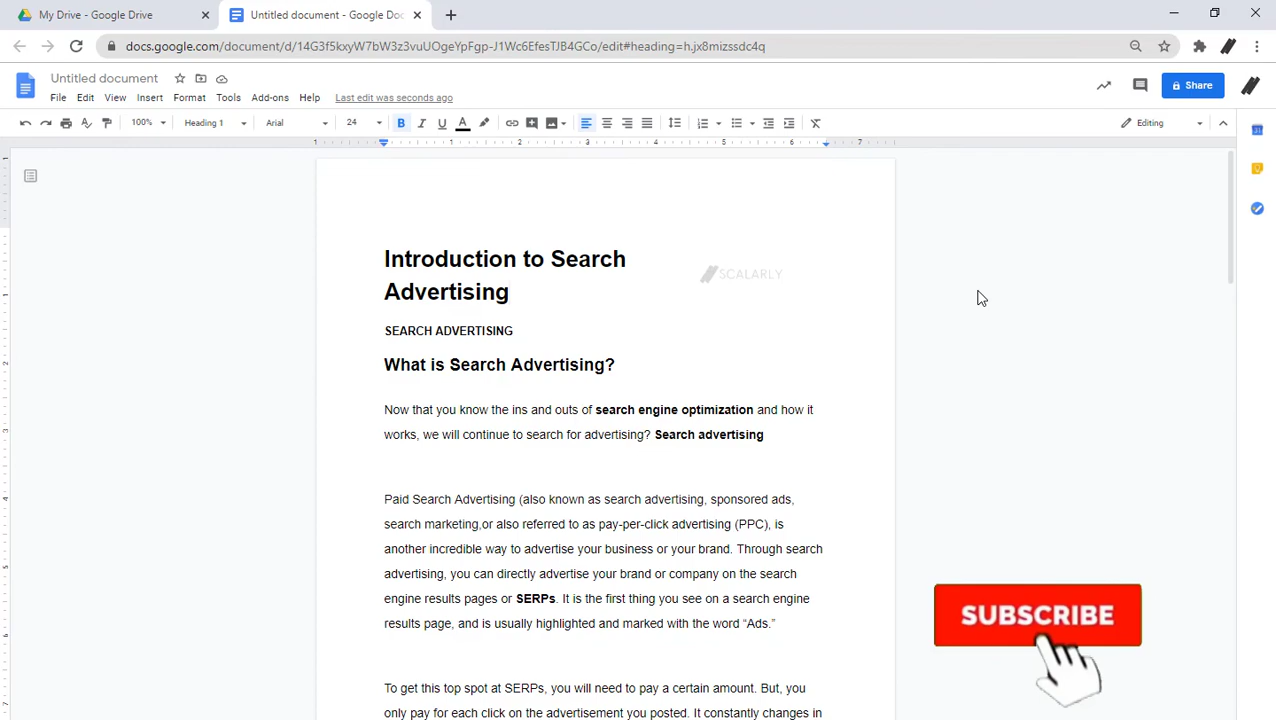 My Drive - Google Drive
Untitled document - Google Doc
docs.google.com/document/d/14G3f5kxyW7bW3z3vuUOgeYpFgp-J1Wc6EfesTJB4GCo/edit#heading=h.jx8mizssdc4q
Untitled document
File Edit View Insert Format Tools Add-ons Help Last edit was seconds ago
Share
100% Heading 1 Arial 24 B I U A Editing
1 1 2 3 4 5 6 7
Introduction to Search
Advertising
SCALARLY
SEARCH ADVERTISING
What is Search Advertising?
Now that you know the ins and outs of search engine optimization and how it
works, we will continue to search for advertising? Search advertising
Paid Search Advertising (also known as search advertising, sponsored ads,
search marketing,or also referred to as pay-per-click advertising (PPC), is
another incredible way to advertise your business or your brand. Through search
advertising, you can directly advertise your brand or company on the search
engine results pages or SERPs. It is the first thing you see on a search engine
results page, and is usually highlighted and marked with the word “Ads.”
SUBSCRIBE
To get this top spot at SERPs, you will need to pay a certain amount. But, you
only pay for each click on the advertisement you posted. It constantly changes in